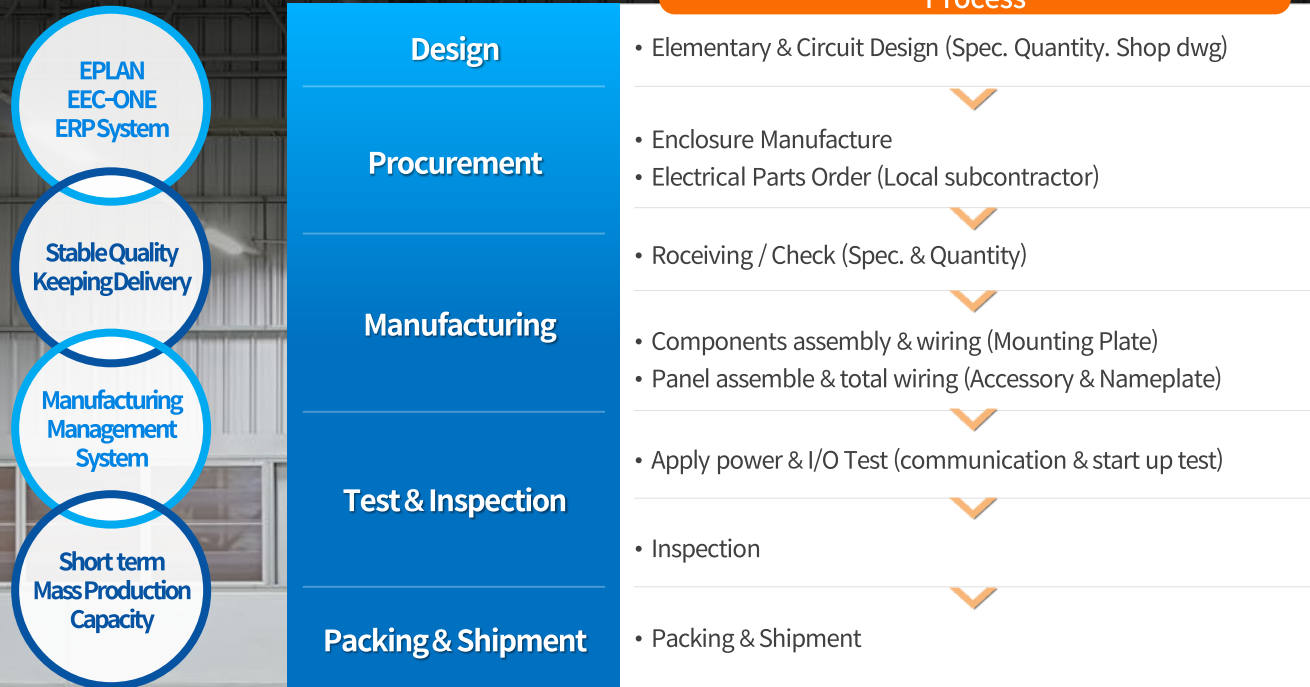 Process
EPLAN
EEC-ONE
ERP System
Stable Quality
Keeping Delivery
Manufacturing
Management
System
Short term
Mass Production
Capacity
Design
• Elementary & Circuit Design (Spec. Quantity. Shop dwg)
Procurement
• Enclosure Manufacture
• Electrical Parts Order (Local subcontractor)
Manufacturing
• Roceiving / Check (Spec. & Quantity)
• Components assembly & wiring (Mounting Plate)
• Panel assemble & total wiring (Accessory & Nameplate)
Test & Inspection
• Apply power & I/O Test (communication & start up test)
• Inspection
Packing & Shipment
• Packing & Shipment